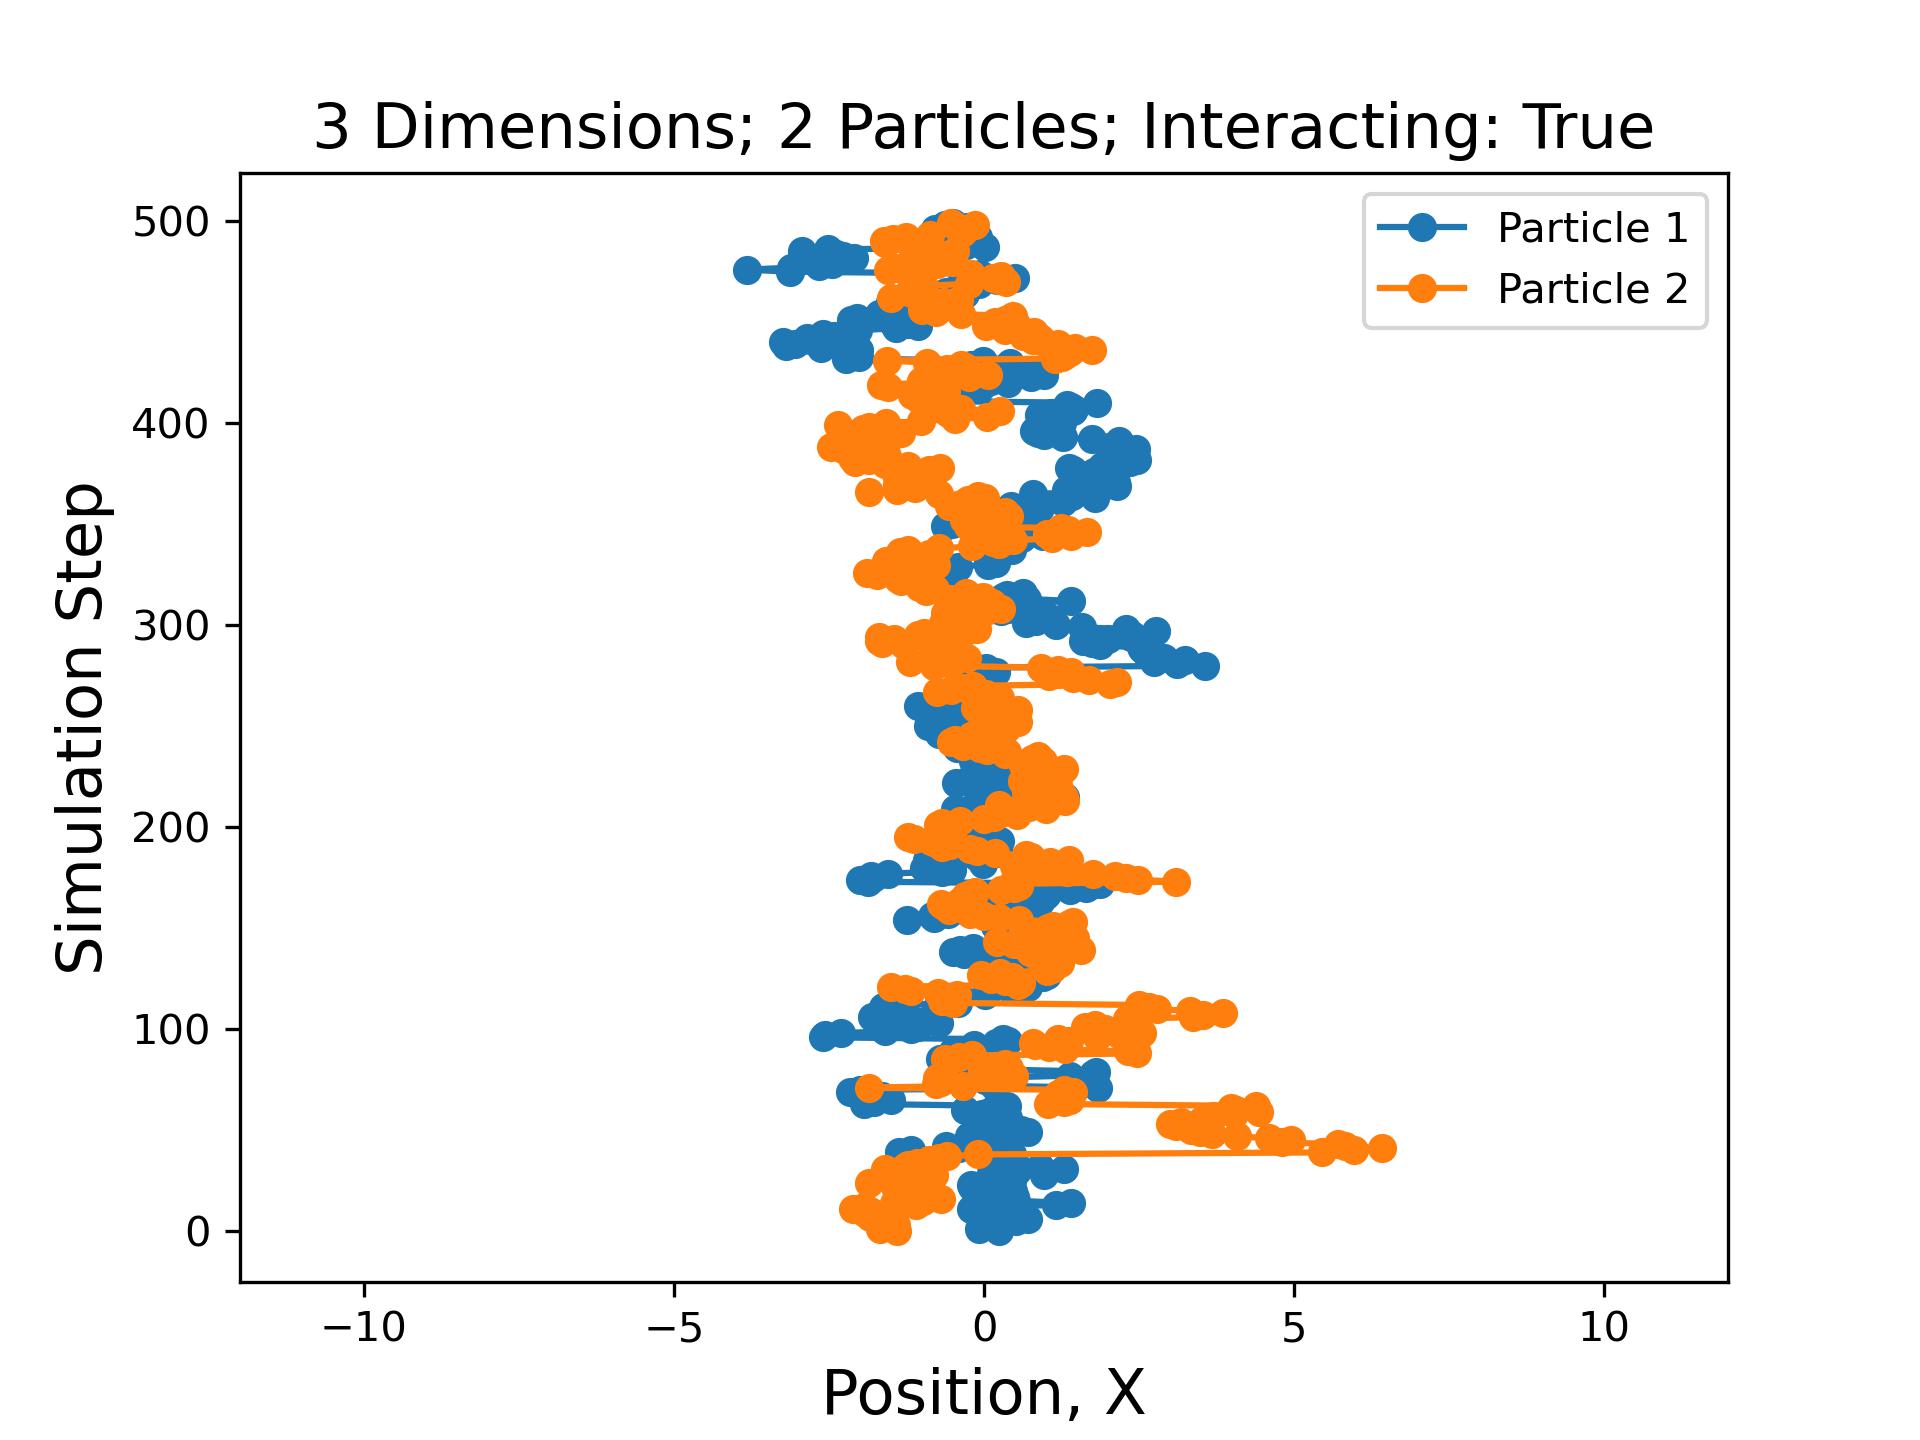 3 Dimensions; 2 Particles; Interacting: True
Particle 1
Particle 2
500
400
300
200
100
0
Simulation Step
−10
−5
0
5
10
Position, X